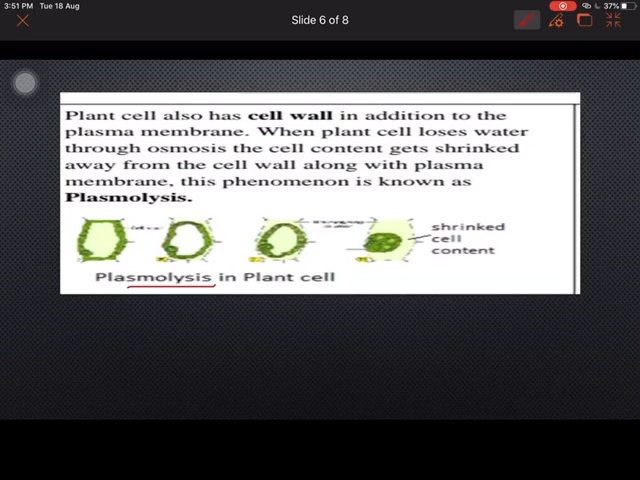 3:51 PM Tue 18 Aug
37%
Slide 6 of 8
Plant cell also has cell wall in addition to the
plasma membrane. When plant cell loses water
through osmosis the cell content gets shrinked
away from the cell wall along with plasma
membrane, this phenomenon is known as
Plasmolysis.
shrinked
cell
content
Plasmolysis in Plant cell